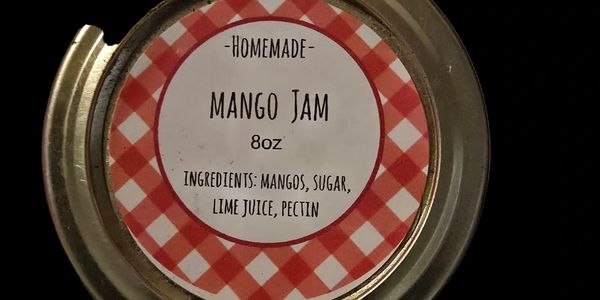 -HOMEMADE-
MANGO JAM
8oz
INGREDIENTS: MANGOS, SUGAR,
LIME JUICE, PECTIN